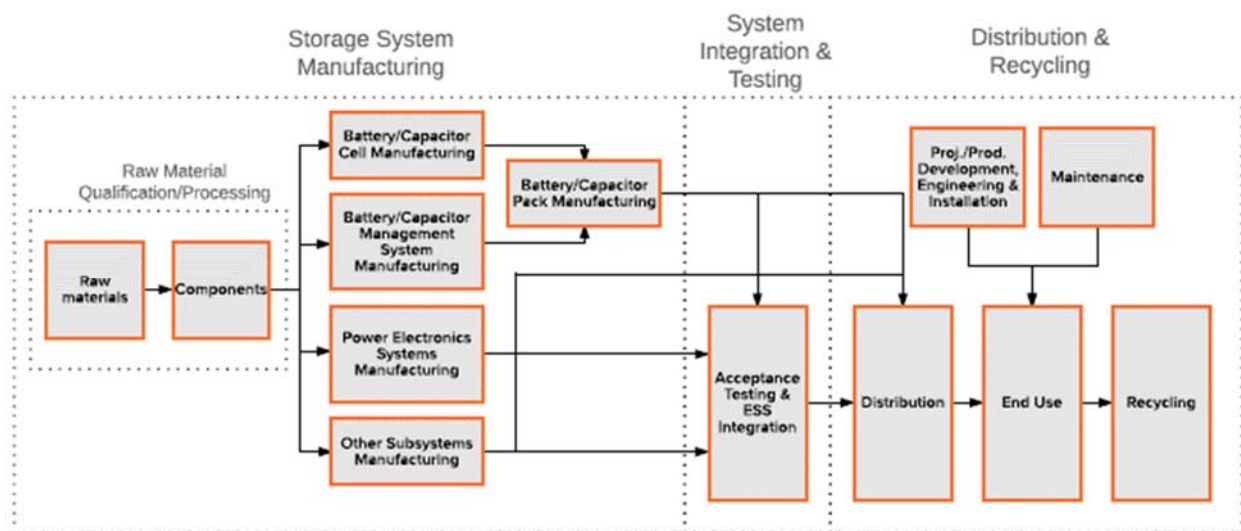 Storage System
Manufacturing
System
Integration &
Testing
Distribution &
Recycling
Raw Material
Qualification/Processing
Raw
materials
Components
Battery/Capacitor
Cell Manufacturing
Battery/Capacitor
Management
System
Manufacturing
Power Electronics
Systems
Manufacturing
Other Subsystems
Manufacturing
Battery/Capacitor
Pack Manufacturing
Acceptance
Testing &
ESS
Integration
Proj./Prod.
Development,
Engineering &
Installation
Maintenance
Distribution
End Use
Recycling